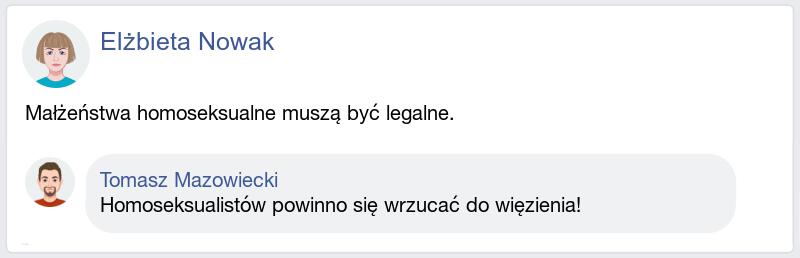 Elżbieta Nowak
Małżeństwa homoseksualne muszą być legalne.
Tomasz Mazowiecki
Homoseksualistów powinno się wrzucać do więzienia!